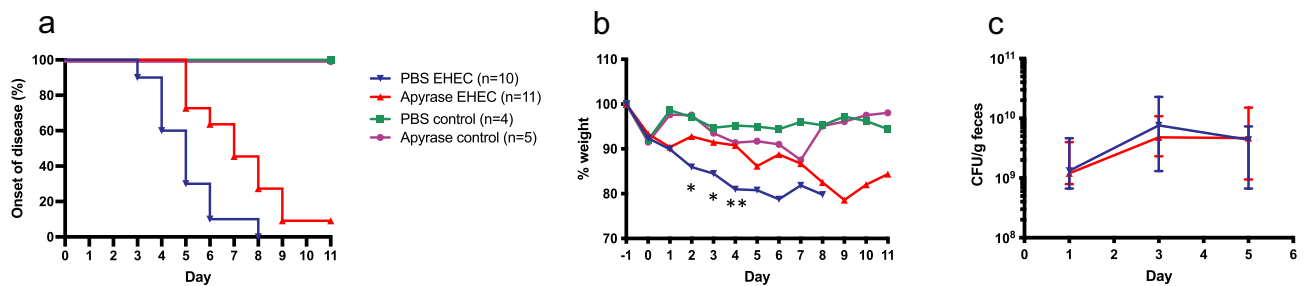 a
Onset of disease (%)
100
80
60
40
20
0
0 1 2 3 4 5 6 7 8 9 10 11
Day
PBS EHEC (n=10)
Apyrase EHEC (n=11)
PBS control (n=4)
Apyrase control (n=5)
b
% weight
110
100
90
80
70
* * **
-1 0 1 2 3 4 5 6 7 8 9 10 11
Day
c
CFU/g feces
10¹¹
10¹⁰
10⁹
10⁸
0 1 2 3 4 5 6
Day